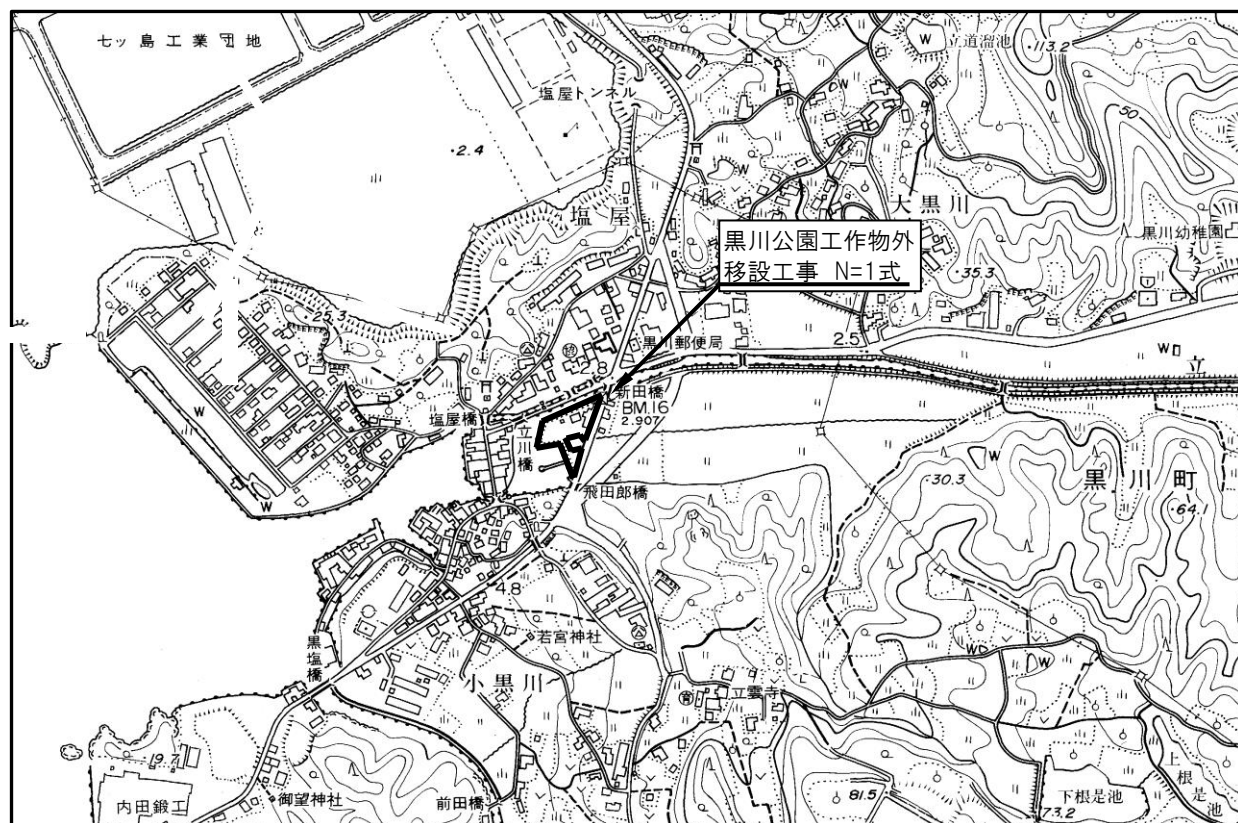 七ッ島工業団地
W
立道溜池
・113.2
塩屋トンネル
W
50
・2.4
W
塩屋
大黒川
黒川幼稚園
黒川公園工作物外
移設工事 N=1式
・35.3
・25.3
黒川郵便局
2.5
W
立
2.8
新田橋
BM.16
2.907
塩屋橋
立川橋
W
W
黒川町
・30.3
・64.1
飛田郎橋
4.8
若宮神社
黒塩橋
小黒川
立雲寺
W
W
19.7
御望神社
前田橋
内田鍛工
81.5
下根是池
73.2
上根是池